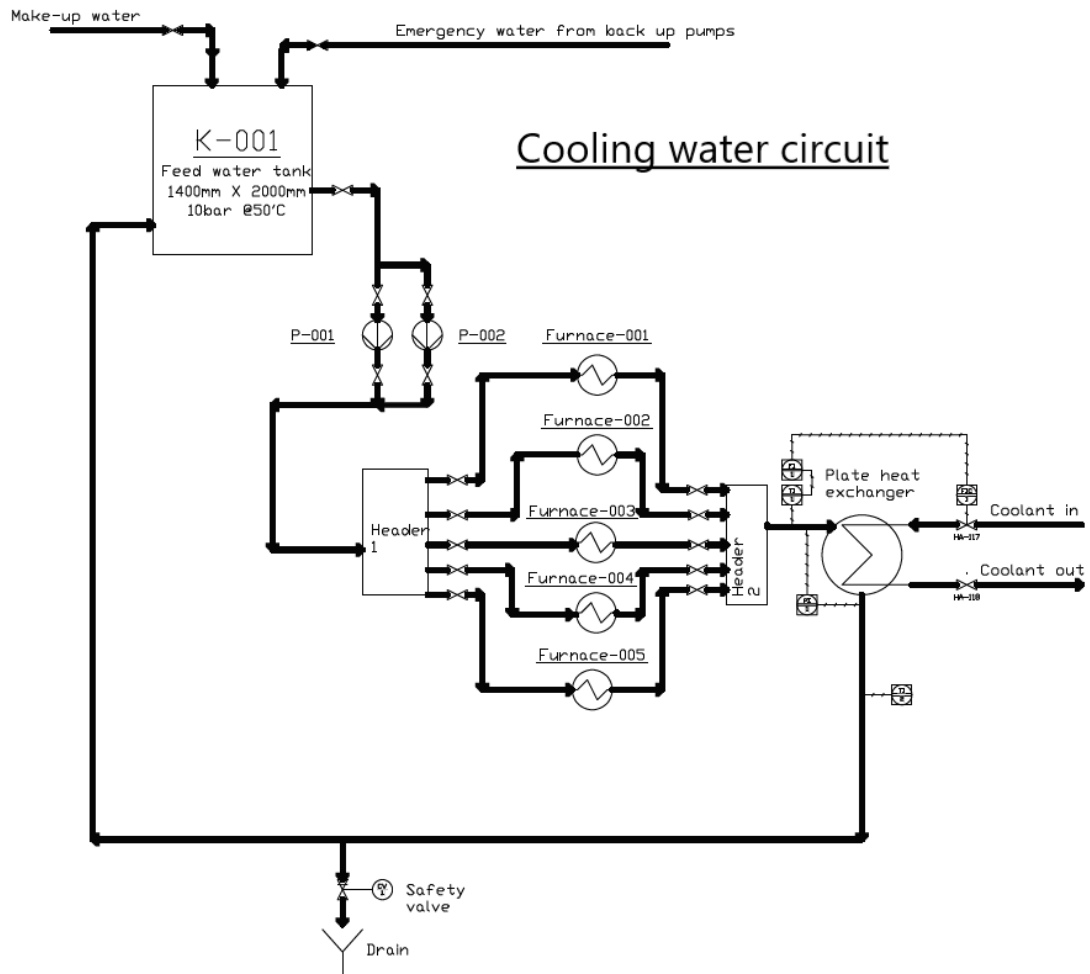 Make-up water
Emergency water from back up pumps
K-001
Feed water tank
1400mm X 2000mm
10bar @50°C
Cooling water circuit
P-001
P-002
Furnace-001
Furnace-002
Furnace-003
Furnace-004
Furnace-005
Header
1
Header
2
Plate heat
exchanger
Coolant in
HA-117
Coolant out
HA-118
Safety
valve
Drain